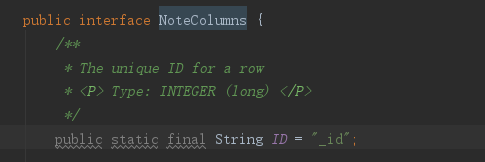 public interface NoteColumns {
/**
* The unique ID for a row
* <P> Type: INTEGER (long) </P>
*/
public static final String ID = "_id";